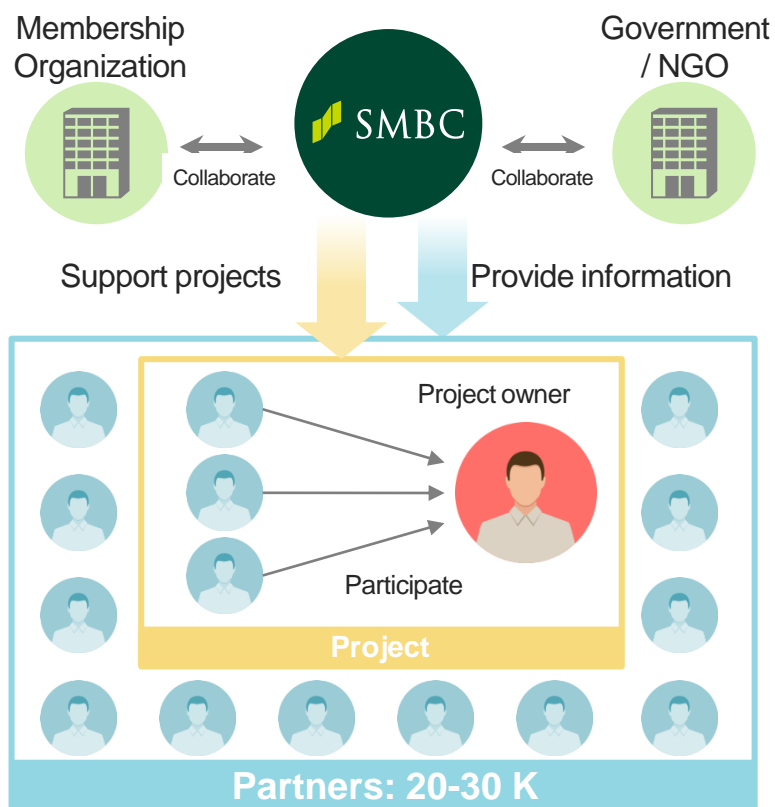 Membership
Organization
Government
/ NGO
SMBC
Collaborate
Collaborate
Support projects
Provide information
Project owner
Participate
Project
Partners: 20-30 K